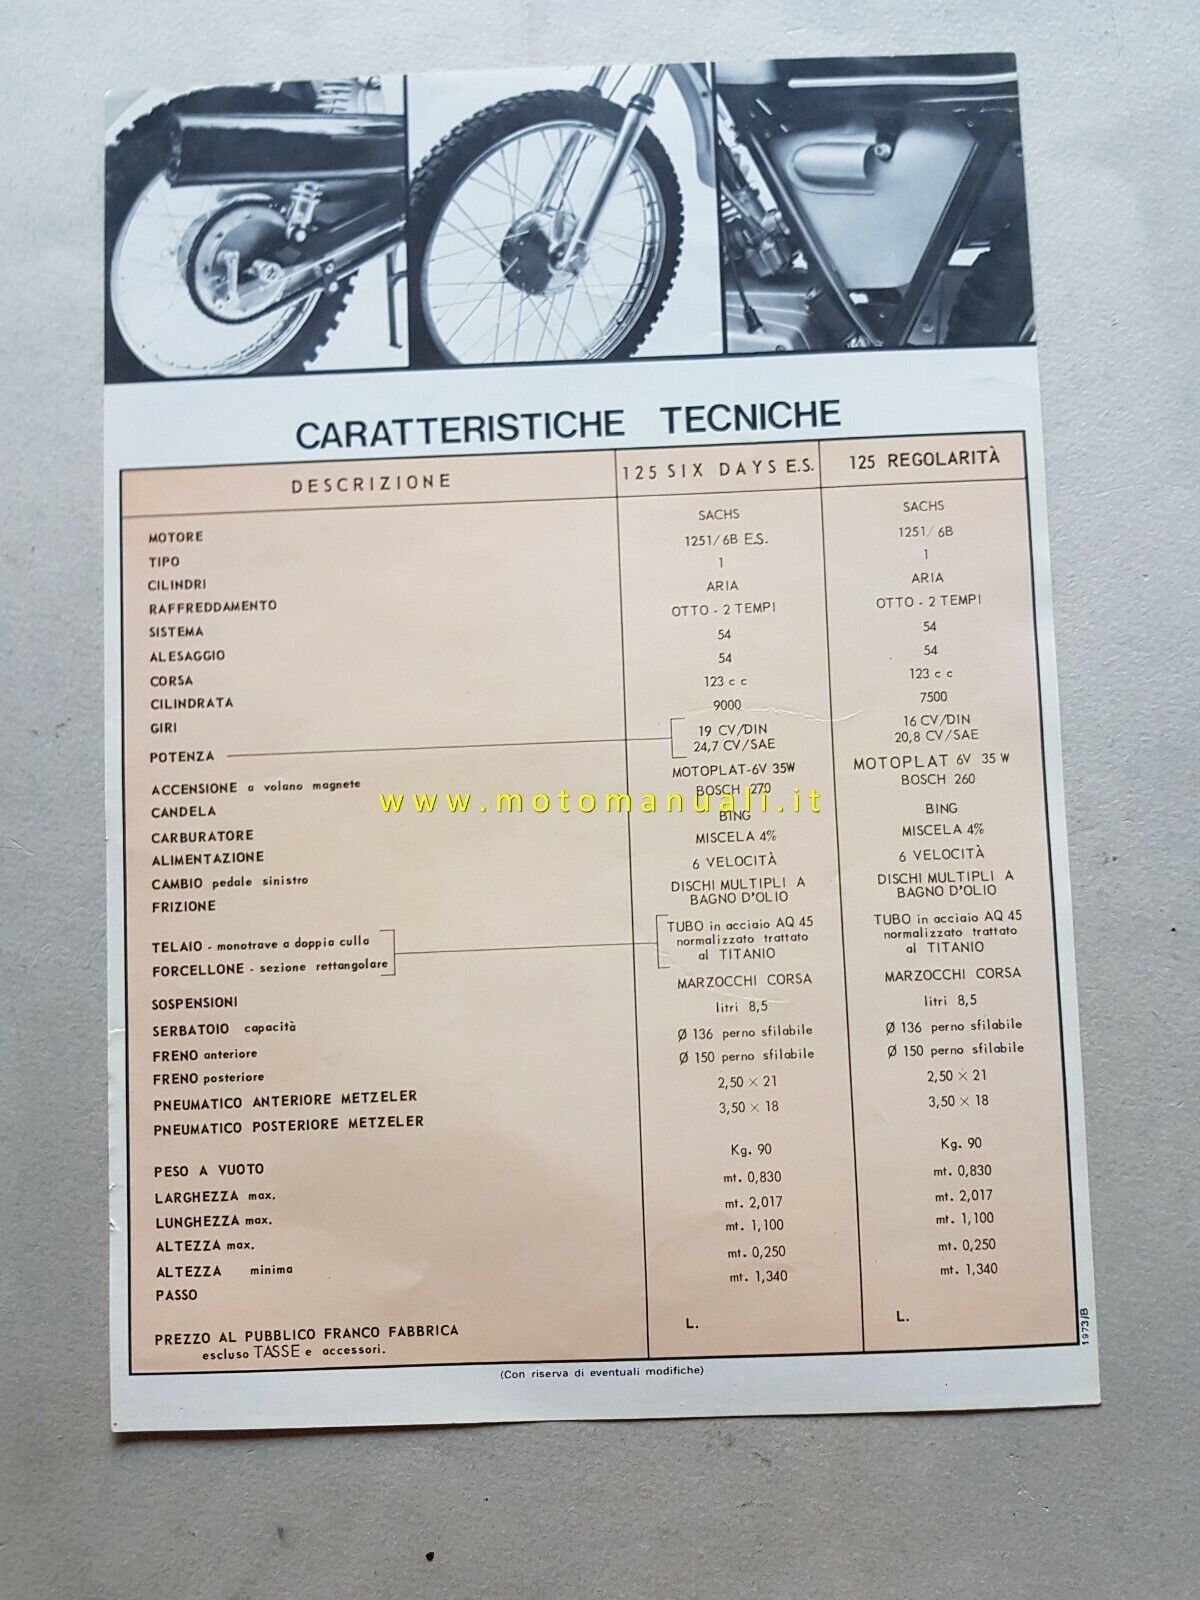 CARATTERISTICHE TECNICHE
DESCRIZIONE 125 SIX DAYS E.S. 125 REGOLARITÀ
MOTORE SACHS SACHS
TIPO 1251/6B E.S. 1251/6B
CILINDRI 1 1
RAFFREDDAMENTO ARIA ARIA
SISTEMA OTTO - 2 TEMPI OTTO - 2 TEMPI
ALESAGGIO 54 54
CORSA 54 54
CILINDRATA 123 c c 123 c c
GIRI 9000 7500
POTENZA 19 CV/DIN 16 CV/DIN
24,7 CV/SAE 20,8 CV/SAE
ACCENSIONE a volano magnete MOTOPLAT-6V 35W MOTOPLAT 6V 35 W
CANDELA BOSCH 270 BOSCH 260
www.motomanuali.it
CARBURATORE BING BING
ALIMENTAZIONE MISCELA 4% MISCELA 4%
CAMBIO pedale sinistro 6 VELOCITÀ 6 VELOCITÀ
FRIZIONE DISCHI MULTIPLI A DISCHI MULTIPLI A
BAGNO D'OLIO BAGNO D'OLIO
TELAIO - monotrave a doppia culla TUBO in acciaio AQ 45 TUBO in acciaio AQ 45
FORCELLONE - sezione rettangolare normalizzato trattato normalizzato trattato
al TITANIO al TITANIO
SOSPENSIONI MARZOCCHI CORSA MARZOCCHI CORSA
SERBATOIO capacità litri 8,5 litri 8,5
FRENO anteriore Ø 136 perno sfilabile Ø 136 perno sfilabile
FRENO posteriore Ø 150 perno sfilabile Ø 150 perno sfilabile
PNEUMATICO ANTERIORE METZELER 2,50 × 21 2,50 × 21
PNEUMATICO POSTERIORE METZELER 3,50 × 18 3,50 × 18
PESO A VUOTO Kg. 90 Kg. 90
LARGHEZZA max. mt. 0,830 mt. 0,830
LUNGHEZZA max. mt. 2,017 mt. 2,017
ALTEZZA max. mt. 1,100 mt. 1,100
ALTEZZA minima mt. 0,250 mt. 0,250
PASSO mt. 1,340 mt. 1,340
PREZZO AL PUBBLICO FRANCO FABBRICA L. L.
escluso TASSE e accessori.
(Con riserva di eventuali modifiche)
1973/B